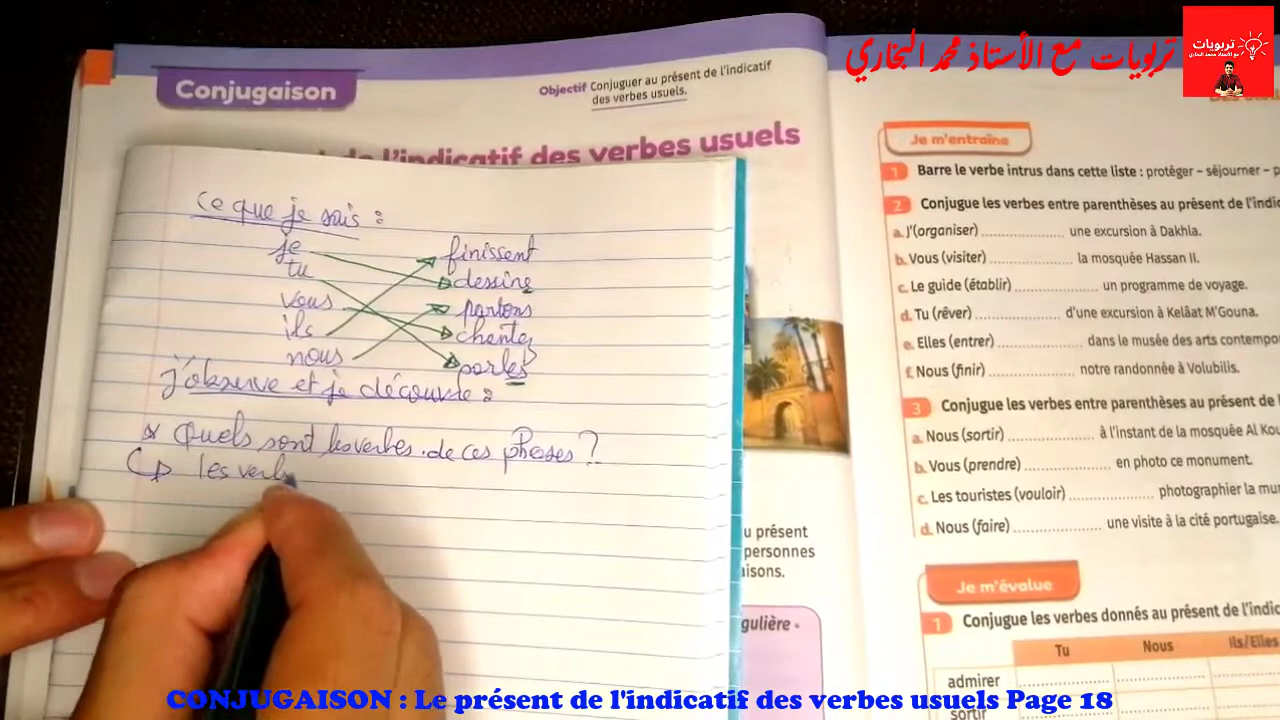 تربويات مع الأستاذ محمد البخاري
تربويات
مع الأستاذ محمد البخاري
Conjugaison
Objectif Conjuguer au présent de l'indicatif
des verbes usuels.
de l'indicatif des verbes usuels
Ce que je sais :
je
tu
vous
ils
nous
finissent
dessine
partons
chantez
parles
j'observe et je découvre :
Quels sont les verbes de ces phrases ?
les verb
u présent
personnes
isons.
gulière -
Je m'entraîne
1 Barre le verbe intrus dans cette liste : protéger – séjourner – p
2 Conjugue les verbes entre parenthèses au présent de l'indic
a. J'(organiser) .................... une excursion à Dakhla.
b. Vous (visiter) .................... la mosquée Hassan II.
c. Le guide (établir) .................... un programme de voyage.
d. Tu (rêver) .................... d'une excursion à Kelâat M'Gouna.
e. Elles (entrer) .................... dans le musée des arts contempo
f. Nous (finir) .................... notre randonnée à Volubilis.
3 Conjugue les verbes entre parenthèses au présent de l
a. Nous (sortir) .................... à l'instant de la mosquée Al Kou
b. Vous (prendre) .................... en photo ce monument.
c. Les touristes (vouloir) .................... photographier la mu
d. Nous (faire) .................... une visite à la cité portugaise.
Je m'évalue
1 Conjugue les verbes donnés au présent de l'indic
Tu Nous Ils/Elles
admirer
sortir
CONJUGAISON : Le présent de l'indicatif des verbes usuels Page 18